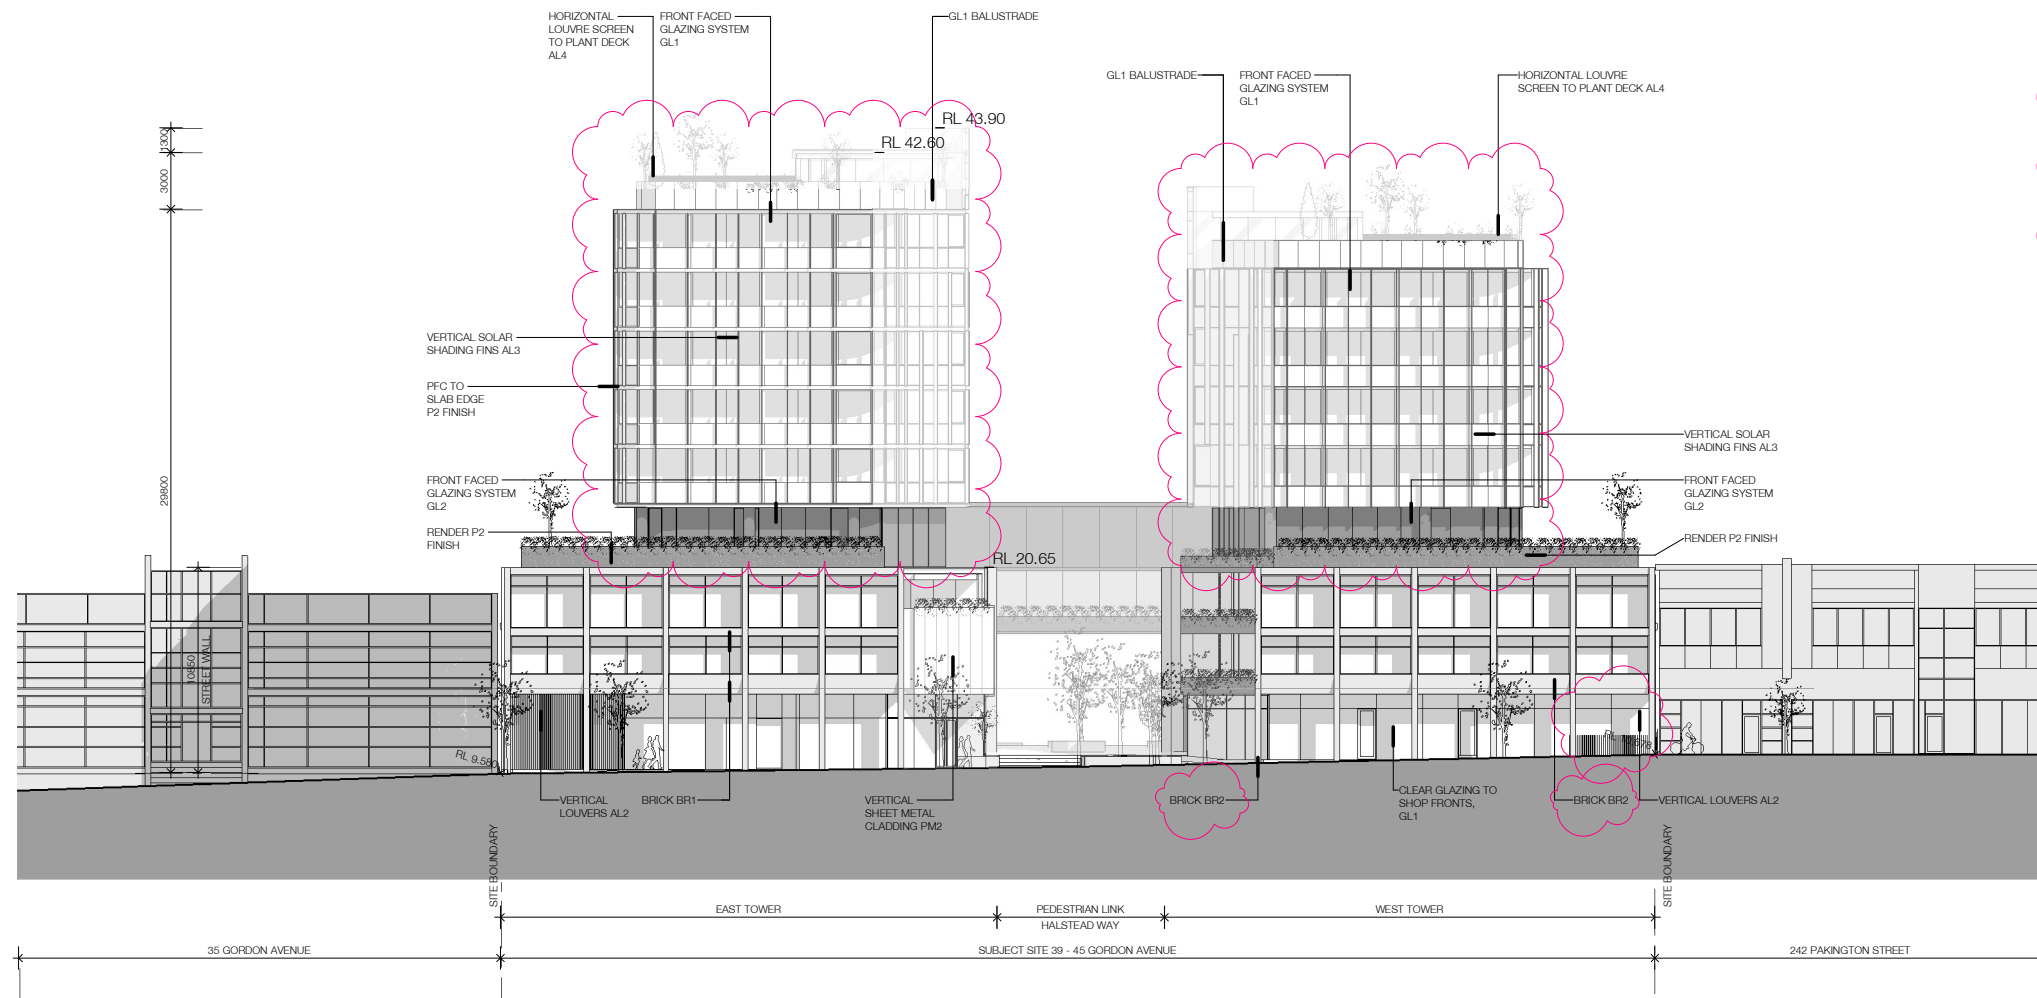 HORIZONTAL
LOUVRE SCREEN
TO PLANT DECK
AL4
FRONT FACED
GLAZING SYSTEM
GL1
GL1 BALUSTRADE
GL1 BALUSTRADE
FRONT FACED
GLAZING SYSTEM
GL1
HORIZONTAL LOUVRE
SCREEN TO PLANT DECK AL4
RL 43.90
RL 42.60
1300
3000
29800
VERTICAL SOLAR
SHADING FINS AL3
PFC TO
SLAB EDGE
P2 FINISH
FRONT FACED
GLAZING SYSTEM
GL2
RENDER P2
FINISH
VERTICAL SOLAR
SHADING FINS AL3
FRONT FACED
GLAZING SYSTEM
GL2
RENDER P2 FINISH
RL 20.65
10850
STREET WALL
RL 9.580
VERTICAL
LOUVERS AL2
BRICK BR1
VERTICAL
SHEET METAL
CLADDING PM2
BRICK BR2
CLEAR GLAZING TO
SHOP FRONTS,
GL1
BRICK BR2
VERTICAL LOUVERS AL2
SITE BOUNDARY
SITE BOUNDARY
EAST TOWER
PEDESTRIAN LINK
HALSTEAD WAY
WEST TOWER
35 GORDON AVENUE
SUBJECT SITE 39 - 45 GORDON AVENUE
242 PAKINGTON STREET